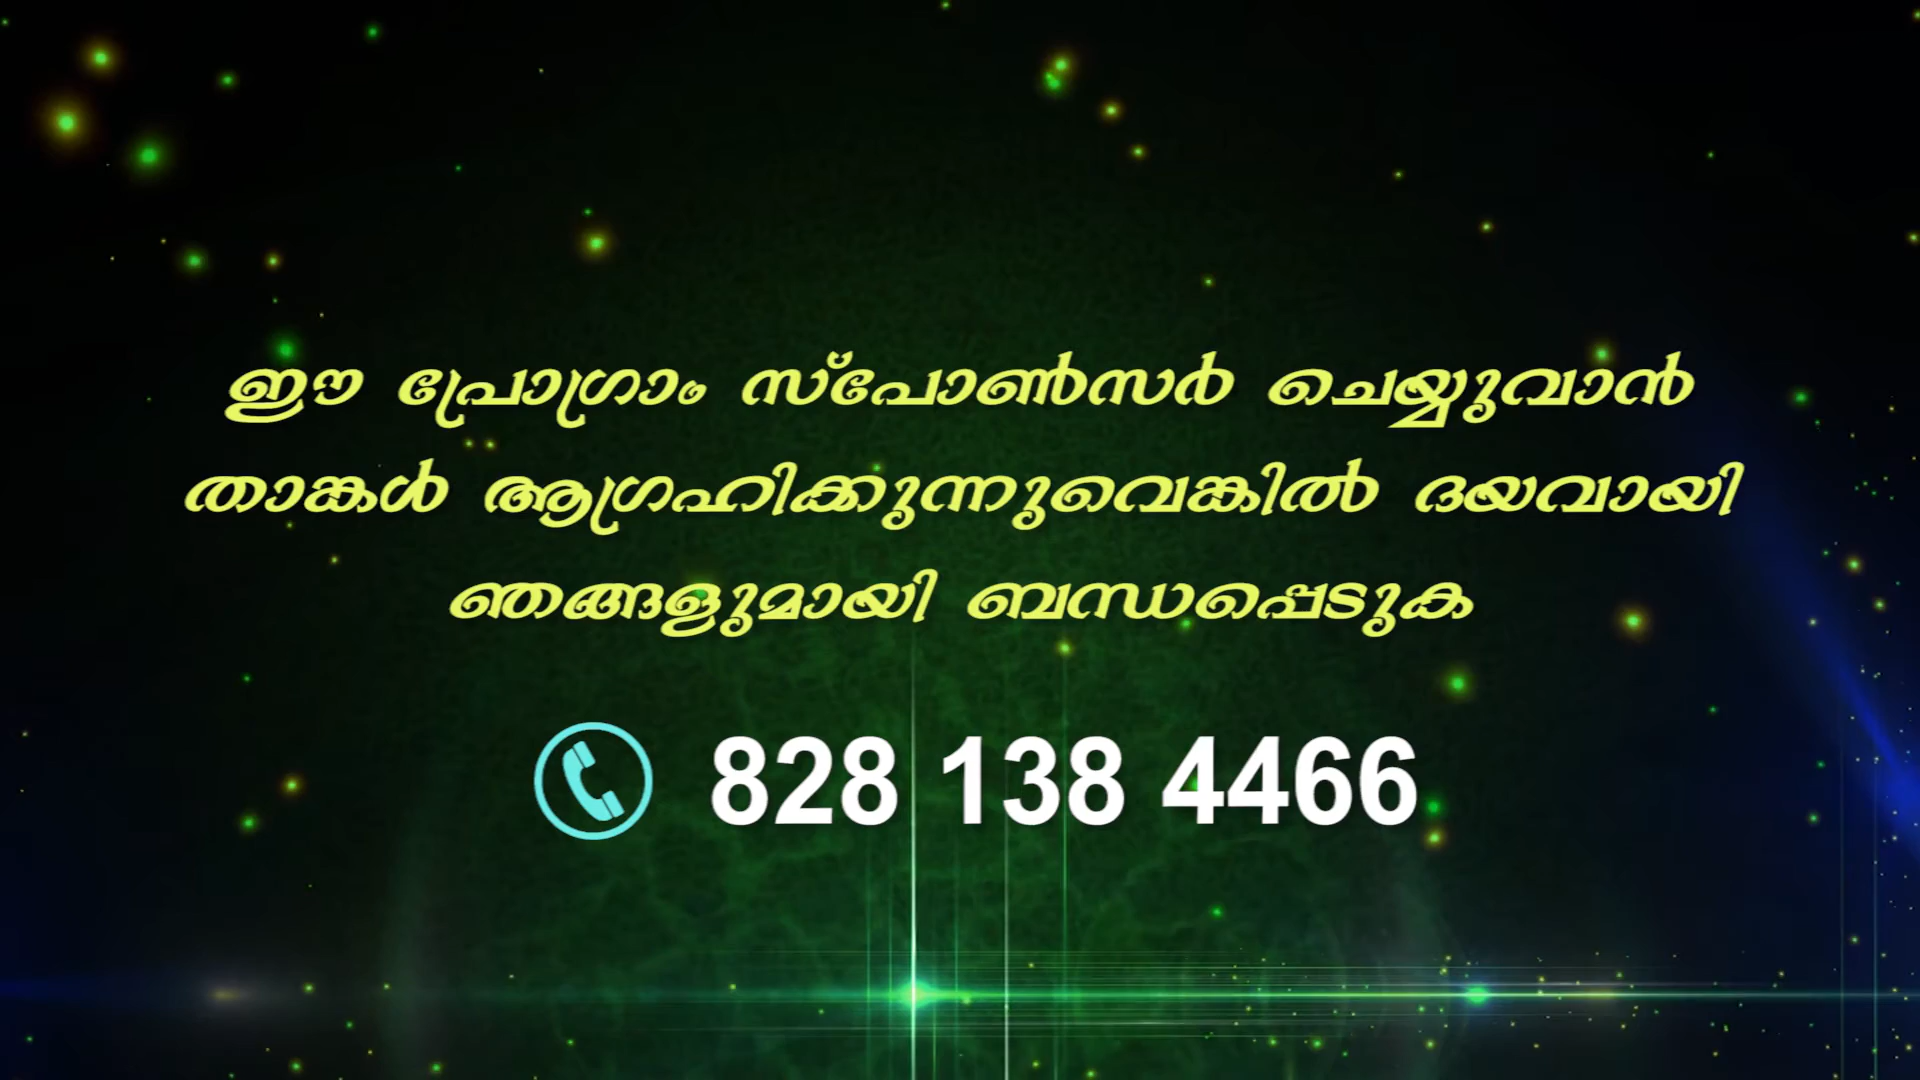 ഈ പ്രോഗ്രാം സ്പോൺസർ ചെയ്യുവാൻ
താങ്കൾ ആഗ്രഹിക്കുന്നുവെങ്കിൽ ദയവായി
ഞങ്ങളുമായി ബന്ധപ്പെടുക
828 138 4466